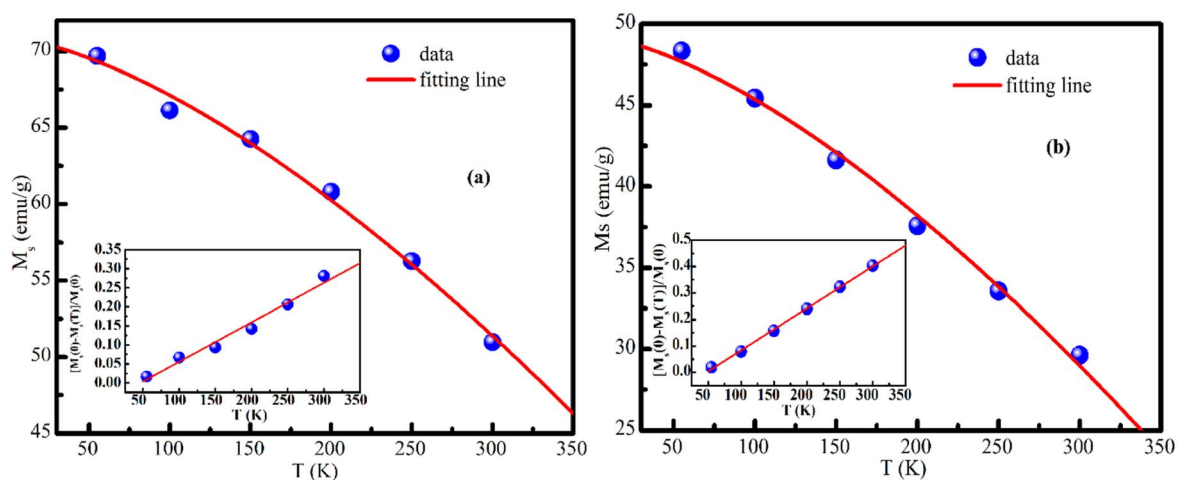 70
65
60
55
50
45
M_s (emu/g)
data
fitting line
(a)
0.35
0.30
0.25
0.20
0.15
0.10
0.05
0.00
[M_s(0)-M_s(T)]/M_s(0)
50 100 150 200 250 300 350
T (K)
50 100 150 200 250 300 350
T (K)
50
45
40
35
30
25
Ms (emu/g)
data
fitting line
(b)
0.5
0.4
0.3
0.2
0.1
0.0
[M_s(0)-M_s(T)]/M_s(0)
50 100 150 200 250 300 350
T (K)
50 100 150 200 250 300 350
T (K)